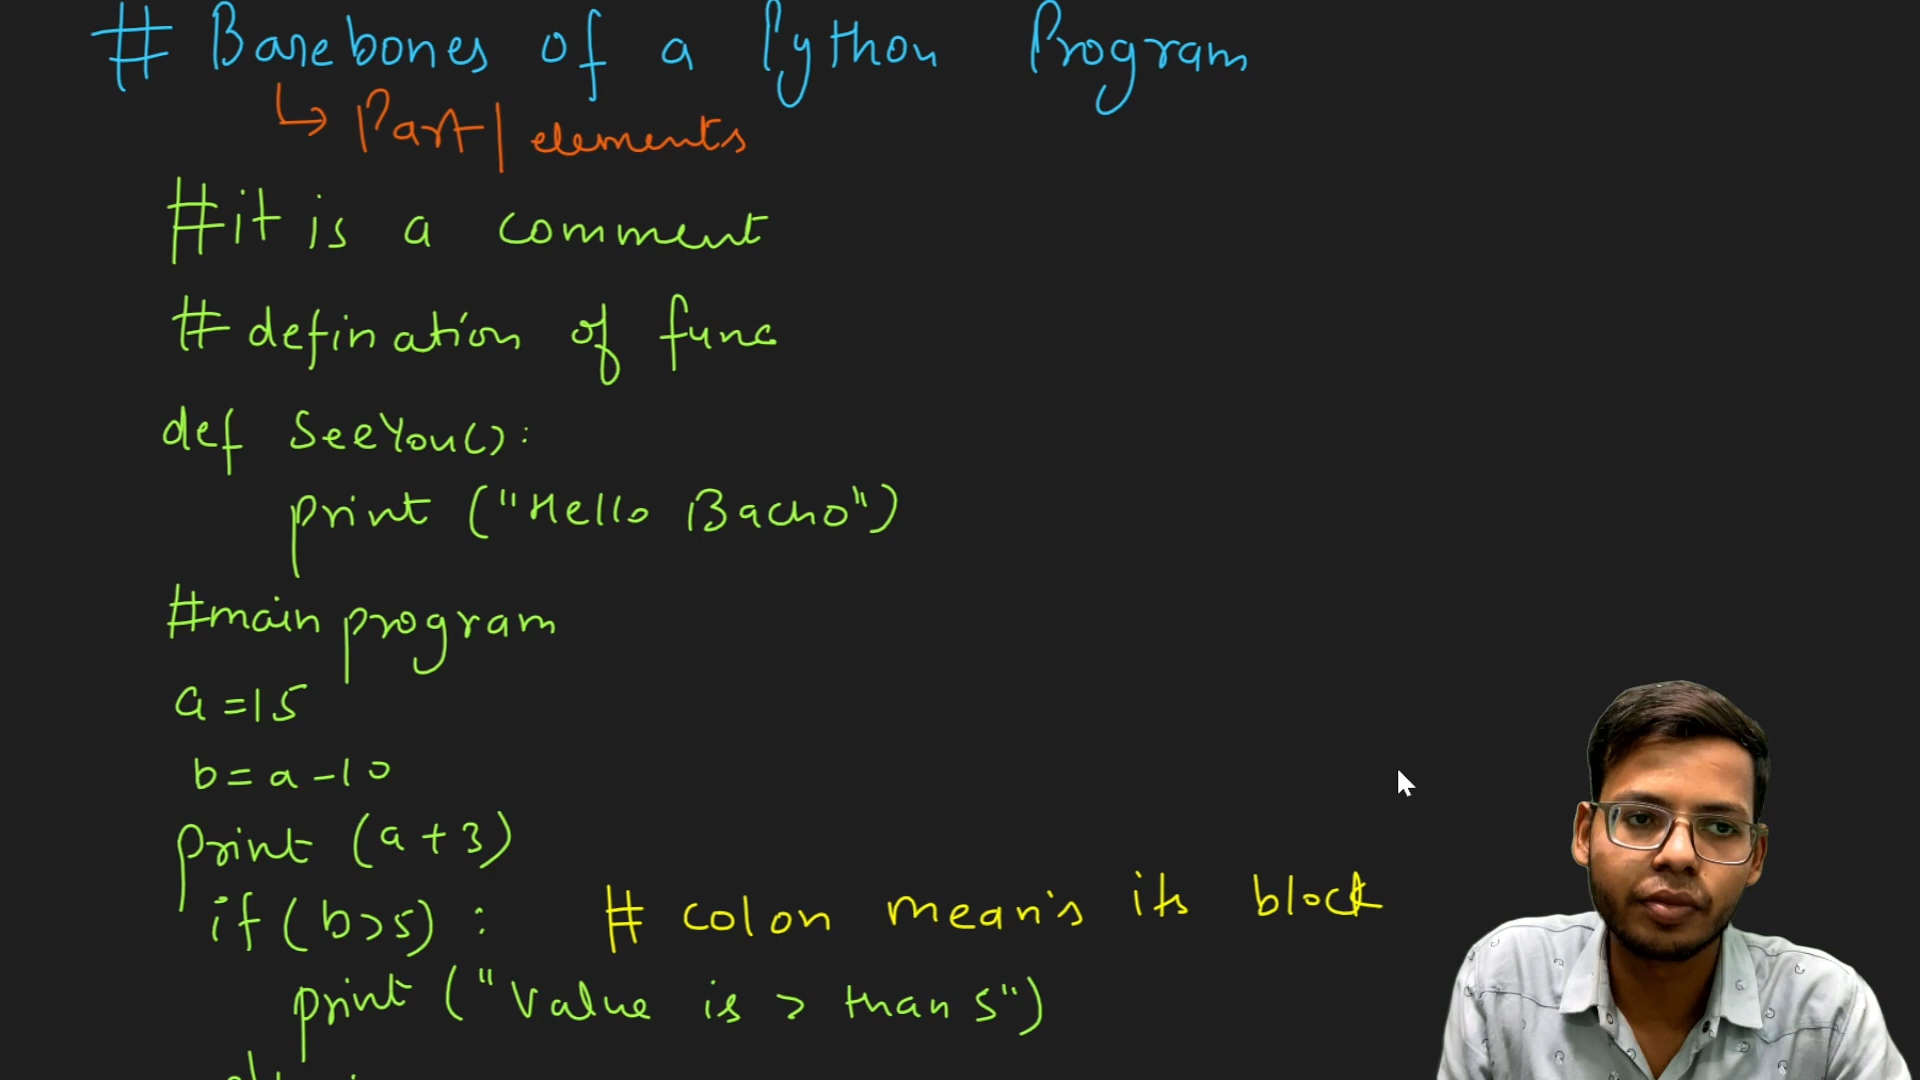 # Barebones of a Python Program
↳ Part/elements
#it is a comment
# defination of func
def SeeYou():
print ("Hello Bacho")
#main program
a =15
b = a -10
print (a +3)
if (b>5) : # colon mean's its block
print ("Value is > than 5")